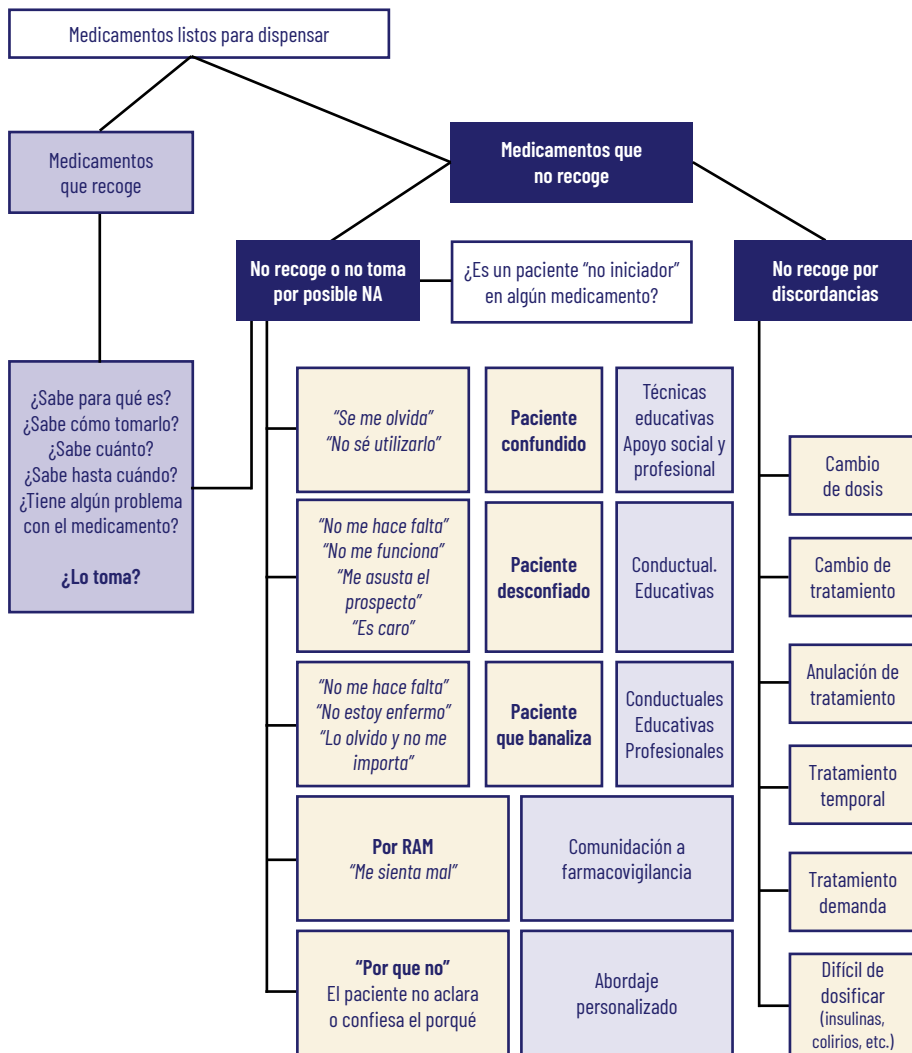 Medicamentos listos para dispensar
Medicamentos
que recoge
Medicamentos que
no recoge
No recoge o no toma
por posible NA
¿Es un paciente “no iniciador”
en algún medicamento?
No recoge por
discordancias
¿Sabe para qué es?
¿Sabe cómo tomarlo?
¿Sabe cuánto?
¿Sabe hasta cuándo?
¿Tiene algún problema
con el medicamento?
¿Lo toma?
“Se me olvida”
“No sé utilizarlo”
Paciente
confundido
Técnicas
educativas
Apoyo social y
profesional
“No me hace falta”
“No me funciona”
“Me asusta el
prospecto”
“Es caro”
Paciente
desconfiado
Conductual.
Educativas
“No me hace falta”
“No estoy enfermo”
“Lo olvido y no me
importa”
Paciente
que banaliza
Conductuales
Educativas
Profesionales
Por RAM
“Me sienta mal”
Comunidación a
farmacovigilancia
“Por que no”
El paciente no aclara
o confiesa el porqué
Abordaje
personalizado
Cambio
de dosis
Cambio de
tratamiento
Anulación de
tratamiento
Tratamiento
temporal
Tratamiento
demanda
Difícil de
dosificar
(insulinas,
colirios, etc.)